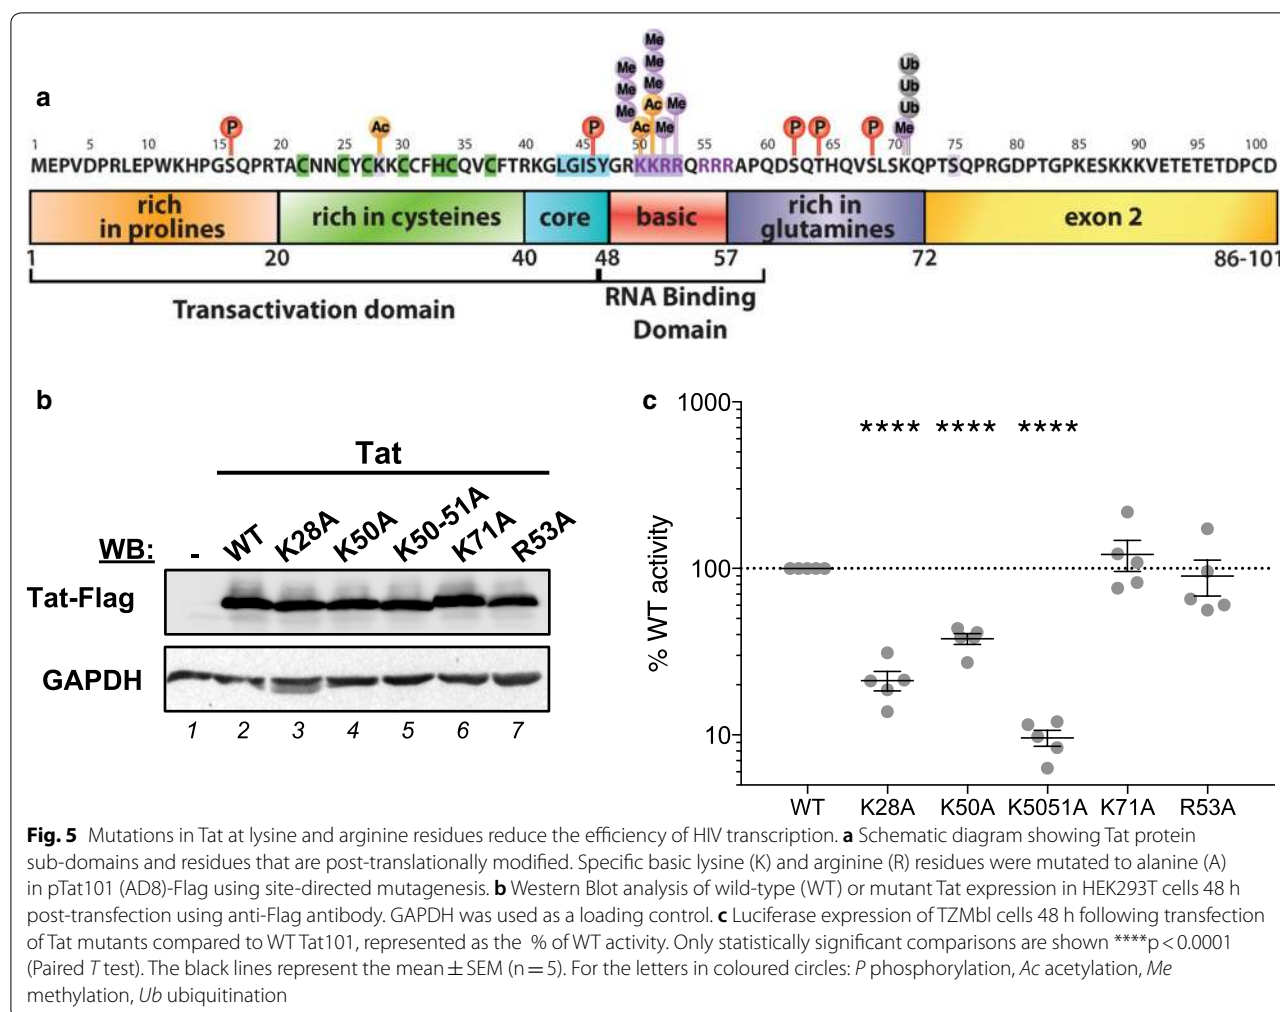 a
Me
Me Me Ub
Me Me Ub
Me Ac Me Ub
P Ac P Ac Me P P P Me
1 5 10 15 20 25 30 35 40 45 50 55 60 65 70 75 80 85 90 95 100
MEPVDPRLEPWKHPGSQPRTACNNCYCKKCCFHCQVCFTRKGLGISYGRKKRRQRRRAPQDSQTHQVSLSKQPTSQPRGDPTGPKESKKKVETETETDPCD
rich in prolines
rich in cysteines
core
basic
rich in glutamines
exon 2
1 20 40 48 57 72 86-101
Transactivation domain
RNA Binding
Domain
b
Tat
WB: - WT K28A K50A K50-51A K71A R53A
Tat-Flag
GAPDH
1 2 3 4 5 6 7
c
% WT activity
1000
100
10
**** **** ****
WT K28A K50A K5051A K71A R53A
Fig. 5 Mutations in Tat at lysine and arginine residues reduce the efficiency of HIV transcription. a Schematic diagram showing Tat protein
sub-domains and residues that are post-translationally modified. Specific basic lysine (K) and arginine (R) residues were mutated to alanine (A)
in pTat101 (AD8)-Flag using site-directed mutagenesis. b Western Blot analysis of wild-type (WT) or mutant Tat expression in HEK293T cells 48 h
post-transfection using anti-Flag antibody. GAPDH was used as a loading control. c Luciferase expression of TZMbl cells 48 h following transfection
of Tat mutants compared to WT Tat101, represented as the % of WT activity. Only statistically significant comparisons are shown ****p < 0.0001
(Paired T test). The black lines represent the mean ± SEM (n = 5). For the letters in coloured circles: P phosphorylation, Ac acetylation, Me
methylation, Ub ubiquitination